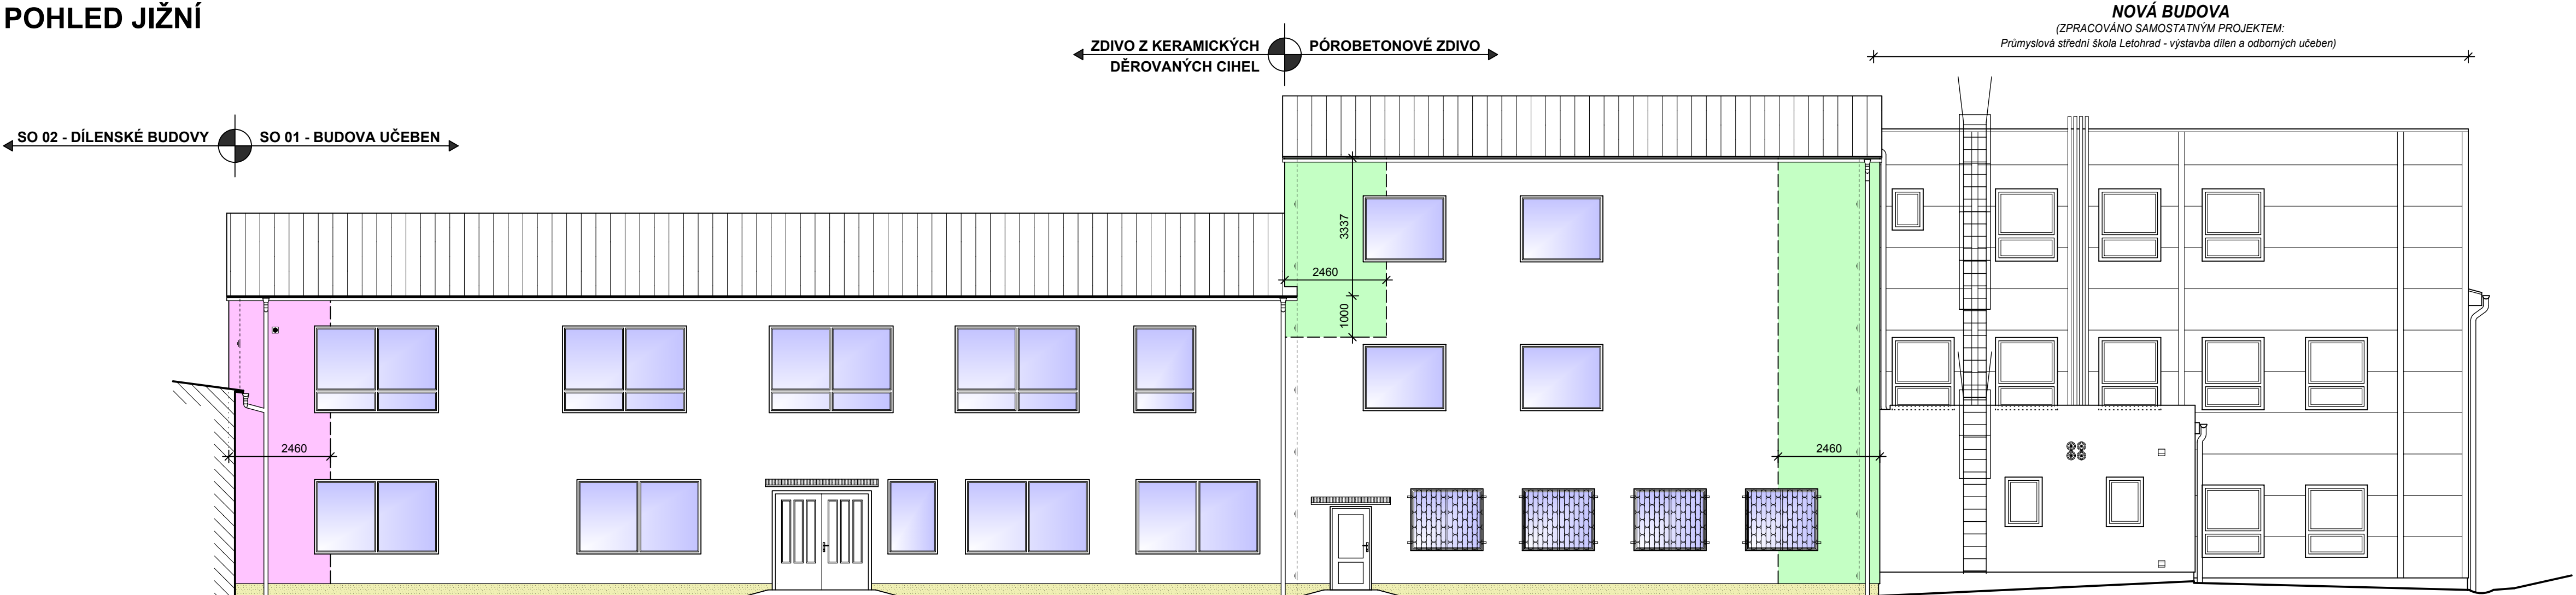 POHLED JIŽNÍ
NOVÁ BUDOVA
(ZPRACOVÁNO SAMOSTATNÝM PROJEKTEM:
Průmyslová střední škola Letohrad - výstavba dílen a odborných učeben)
ZDIVO Z KERAMICKÝCH
DĚROVANÝCH CIHEL
PÓROBETONOVÉ ZDIVO
SO 02 - DÍLENSKÉ BUDOVY
SO 01 - BUDOVA UČEBEN
3337
2460
1000
2460
2460